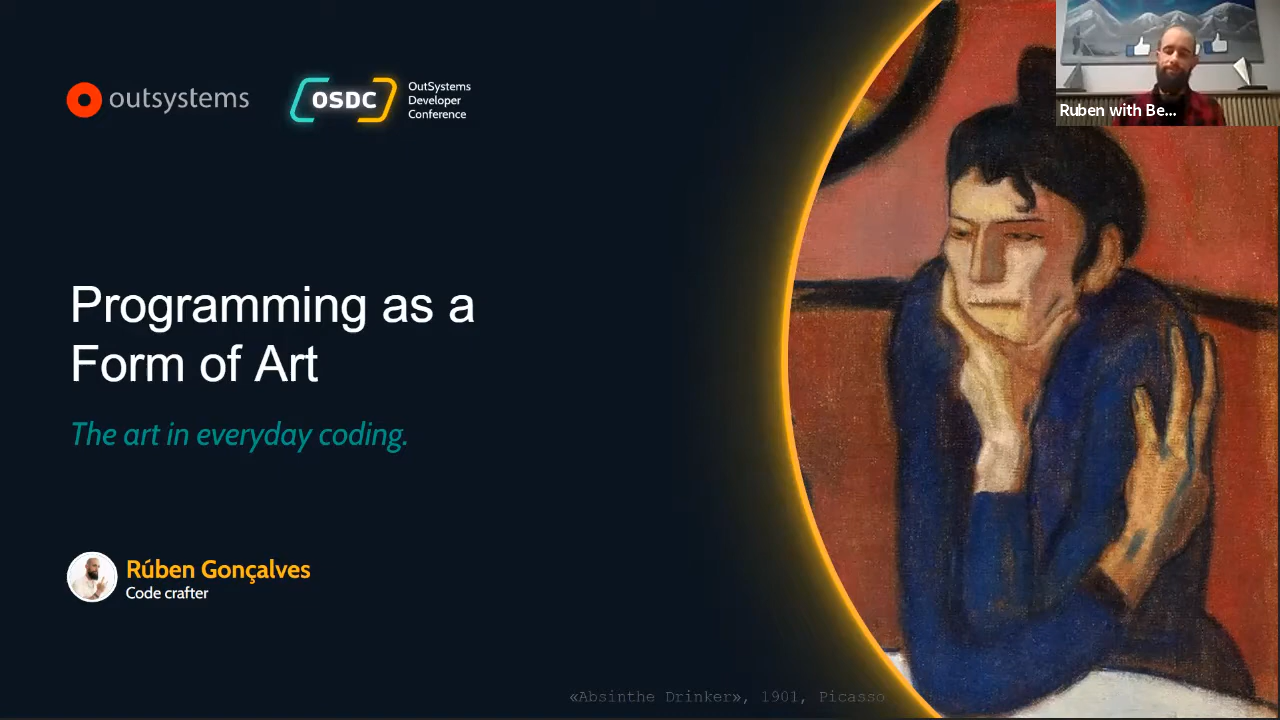 outsystems
OSDC
OutSystems
Developer
Conference
Ruben with Be...
Programming as a
Form of Art
The art in everyday coding.
Rúben Gonçalves
Code crafter
«Absinthe Drinker», 1901, Picasso